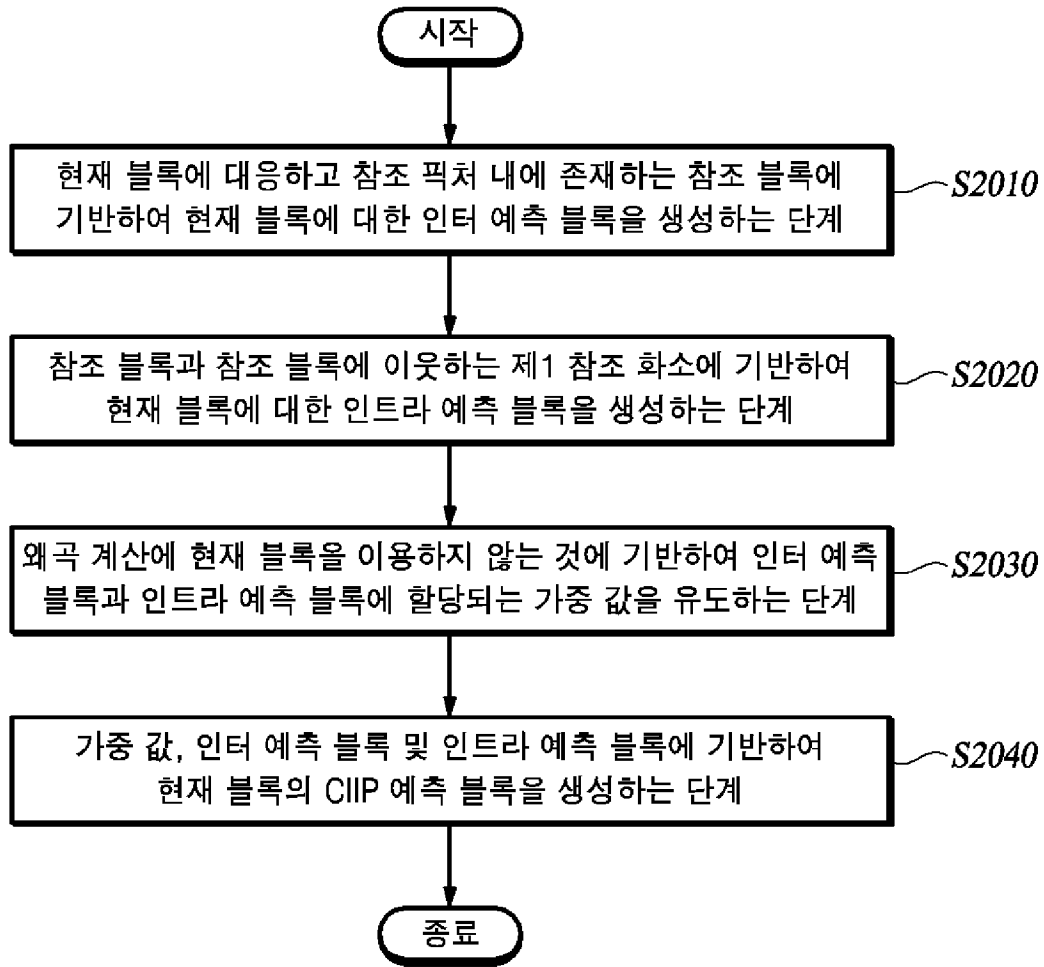 시작
현재 블록에 대응하고 참조 픽처 내에 존재하는 참조 블록에
기반하여 현재 블록에 대한 인터 예측 블록을 생성하는 단계
S2010
참조 블록과 참조 블록에 이웃하는 제1 참조 화소에 기반하여
현재 블록에 대한 인트라 예측 블록을 생성하는 단계
S2020
왜곡 계산에 현재 블록을 이용하지 않는 것에 기반하여 인터 예측
블록과 인트라 예측 블록에 할당되는 가중 값을 유도하는 단계
S2030
가중 값, 인터 예측 블록 및 인트라 예측 블록에 기반하여
현재 블록의 CIIP 예측 블록을 생성하는 단계
S2040
종료